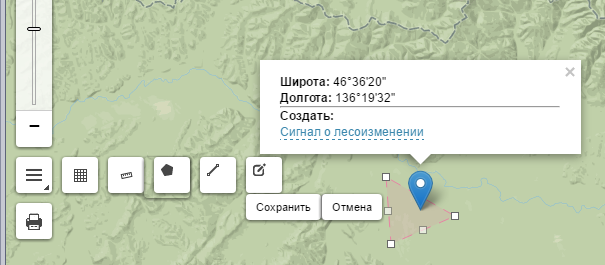 Широта: 46°36'20"
Долгота: 136°19'32"
Создать:
Сигнал о лесоизменении
Сохранить Отмена